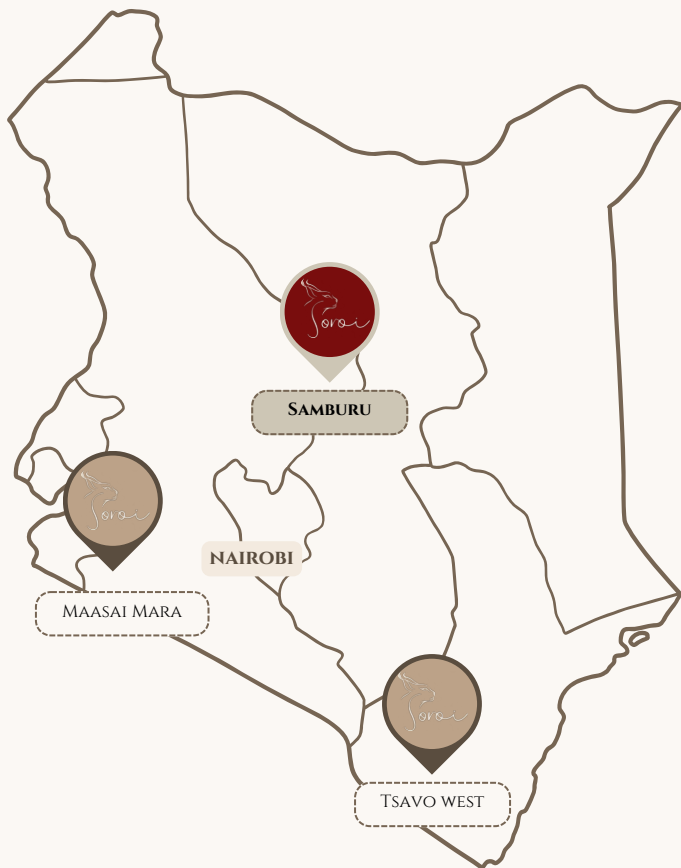 Soroi
SAMBURU
Soroi
NAIROBI
MAASAI MARA
Soroi
TSAVO WEST